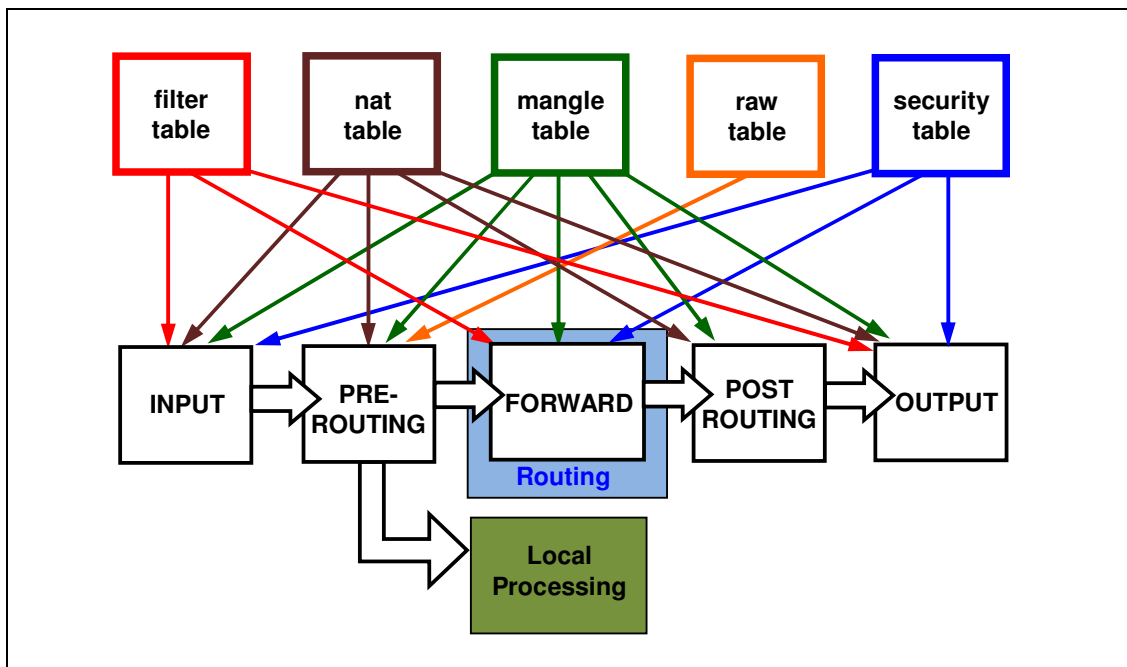 filter
table
nat
table
mangle
table
raw
table
security
table
INPUT
PRE-
ROUTING
FORWARD
POST
ROUTING
OUTPUT
Routing
Local
Processing